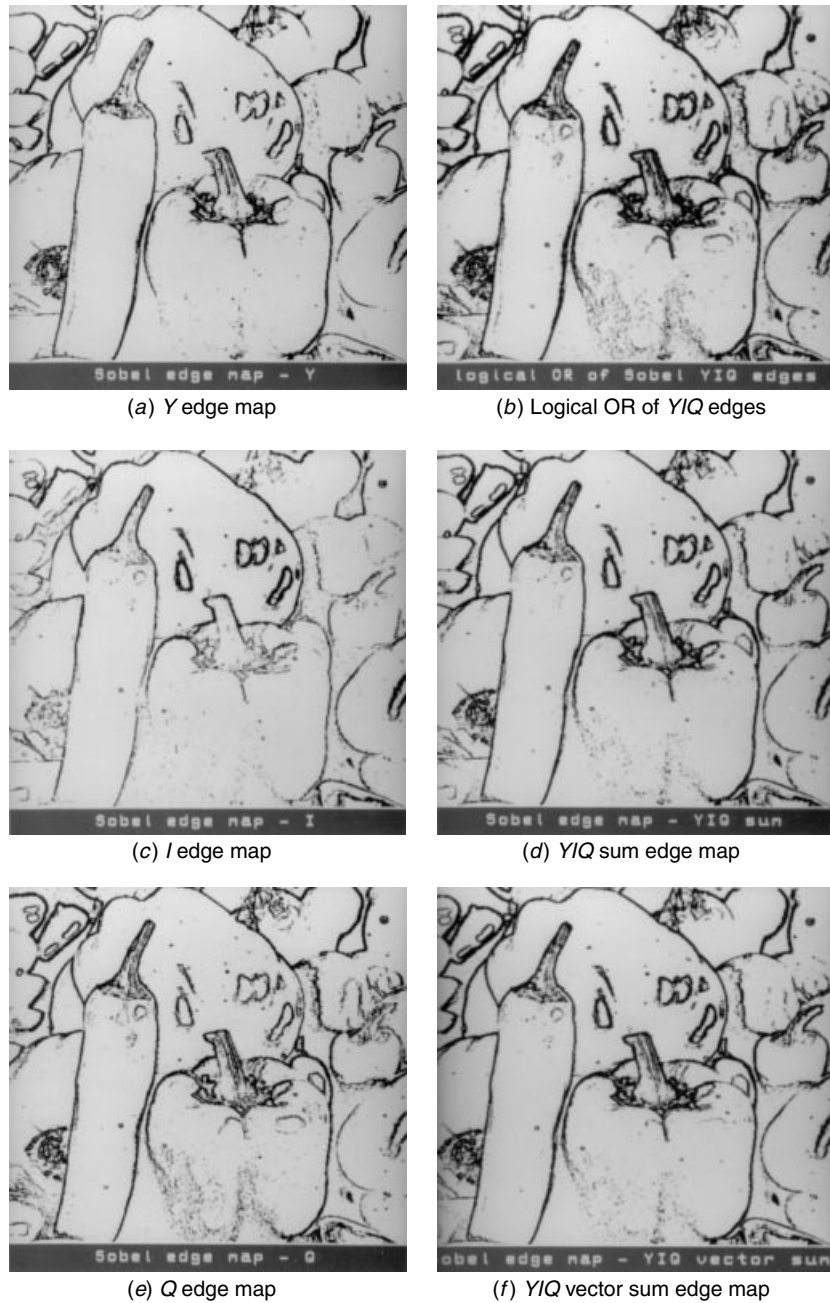 Sobel edge map - Y
logical OR of Sobel YIQ edges
(a) Y edge map
(b) Logical OR of YIQ edges
Sobel edge map - I
Sobel edge map - YIQ sum
(c) I edge map
(d) YIQ sum edge map
Sobel edge map - Q
obel edge map - YIQ vector sum
(e) Q edge map
(f) YIQ vector sum edge map